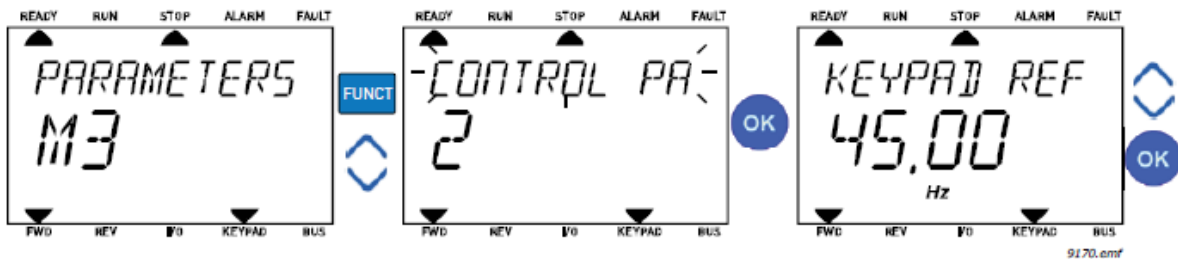 READY RUN STOP ALARM FAULT
PARAMETERS
M3
FWD REV I/O KEYPAD BUS
FUNCT
READY RUN STOP ALARM FAULT
CONTROL PA
2
FWD REV I/O KEYPAD BUS
OK
READY RUN STOP ALARM FAULT
KEYPAD REF
45.00
Hz
FWD REV I/O KEYPAD BUS
OK
9170.emf